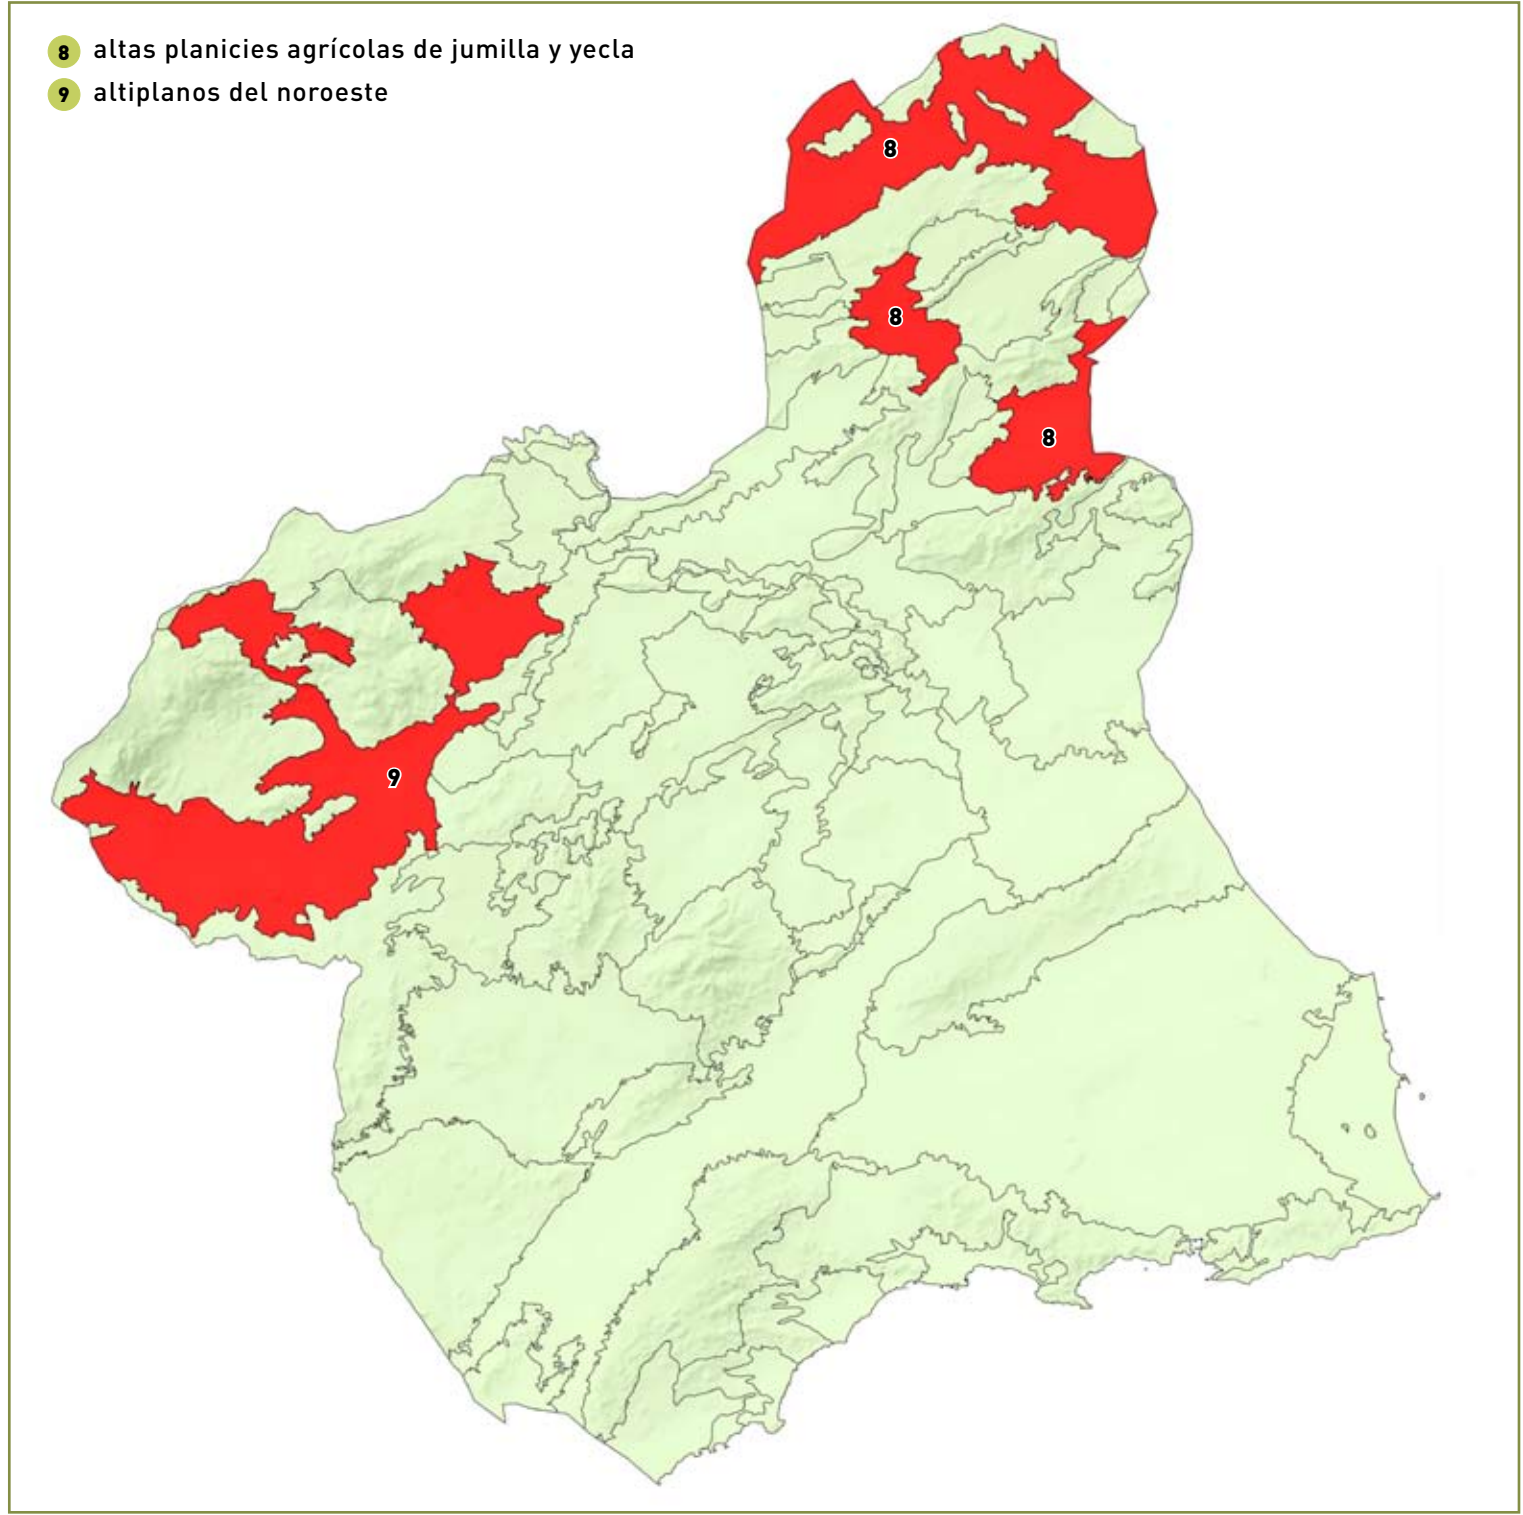 8 altas planicies agrícolas de jumilla y yecla
9 altiplanos del noroeste
8
8
8
9